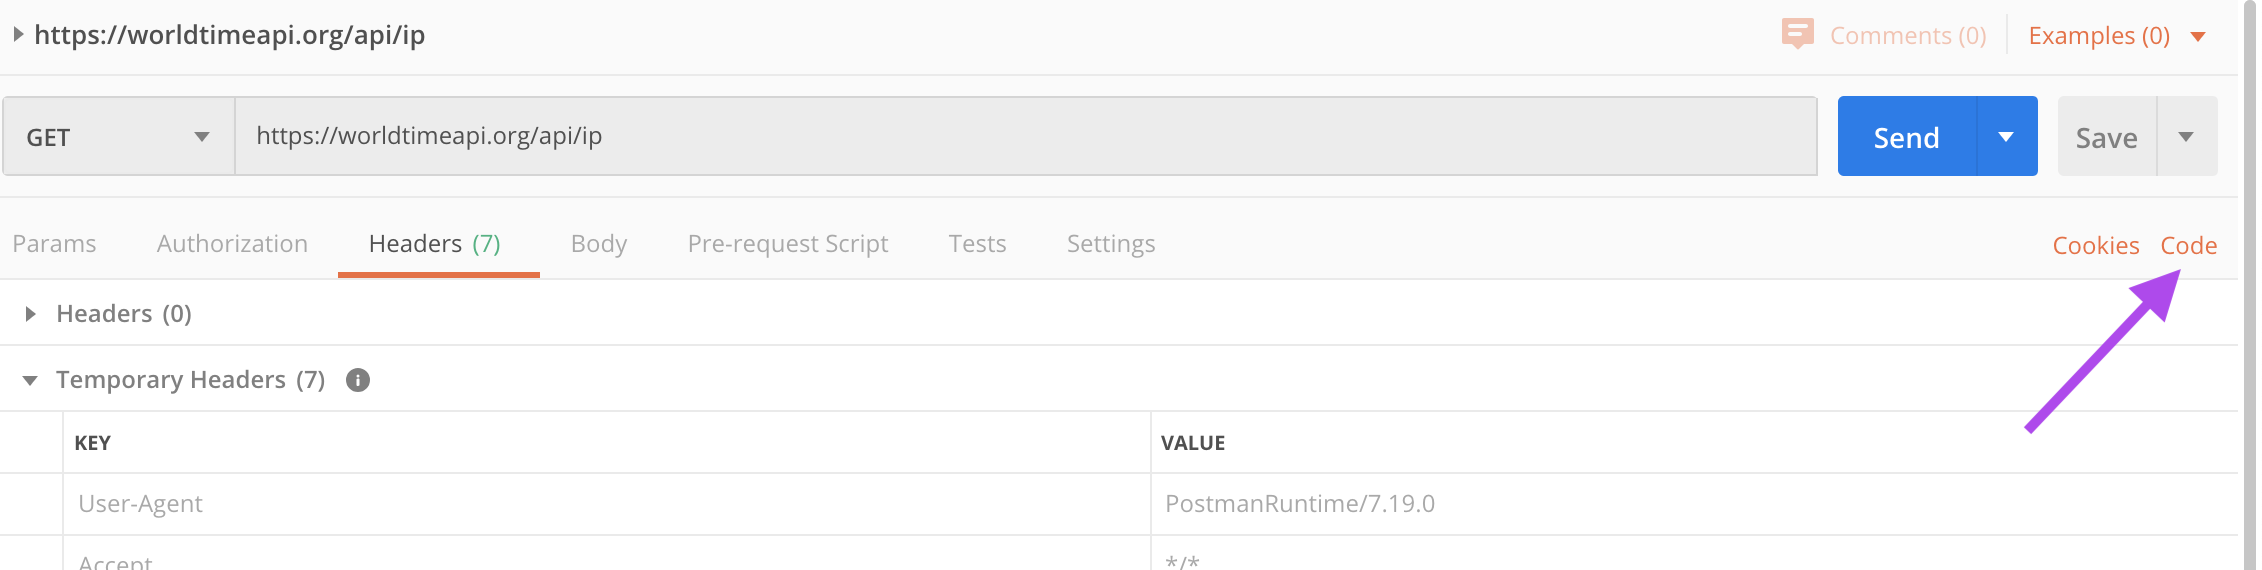 https://worldtimeapi.org/api/ip Comments (0) Examples (0)
GET https://worldtimeapi.org/api/ip Send Save
Params Authorization Headers (7) Body Pre-request Script Tests Settings Cookies Code
Headers (0)
Temporary Headers (7)
KEY VALUE
User-Agent PostmanRuntime/7.19.0
Accept */*